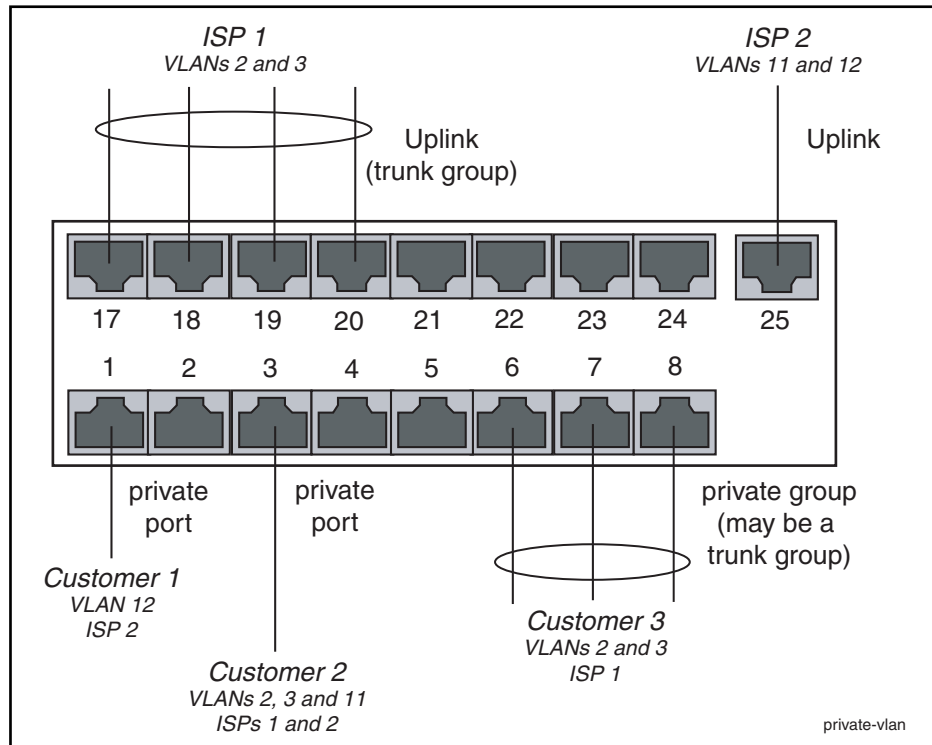 ISP 1
VLANs 2 and 3
ISP 2
VLANs 11 and 12
Uplink
(trunk group)
Uplink
17 18 19 20 21 22 23 24 25
1 2 3 4 5 6 7 8
private
port
private
port
private group
(may be a
trunk group)
Customer 1
VLAN 12
ISP 2
Customer 2
VLANs 2, 3 and 11
ISPs 1 and 2
Customer 3
VLANs 2 and 3
ISP 1
private-vlan